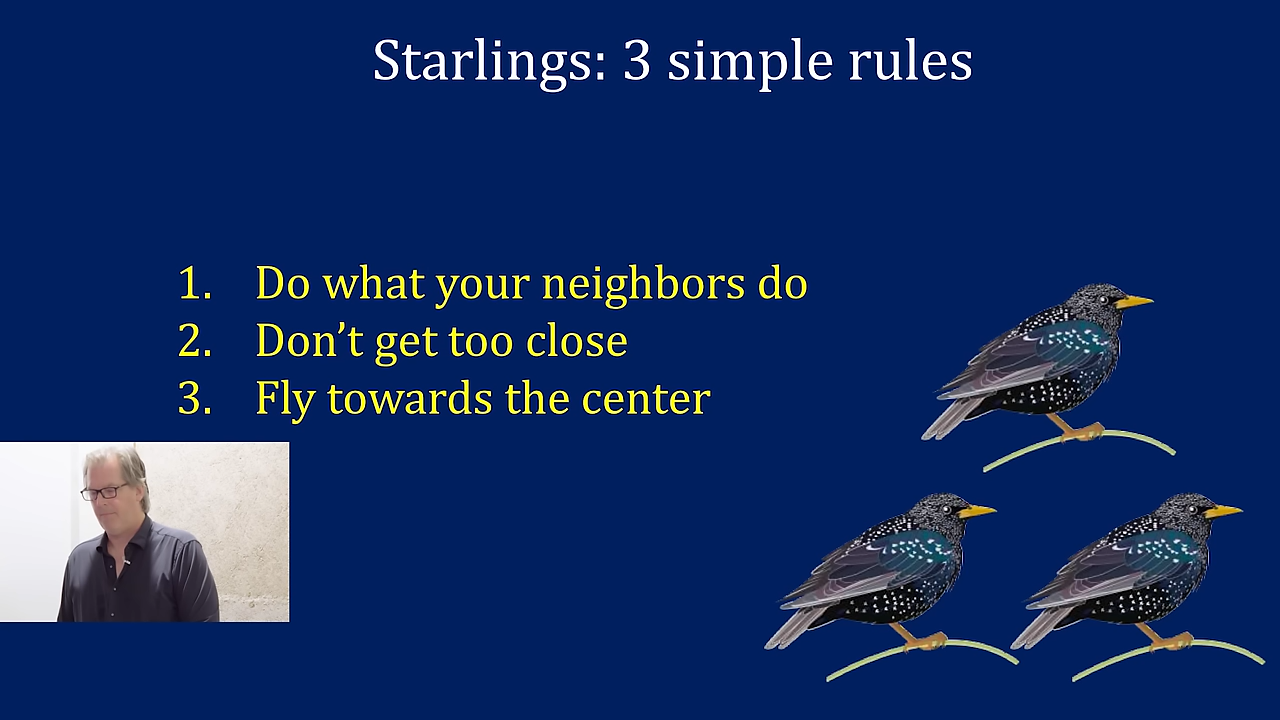 Starlings: 3 simple rules
1. Do what your neighbors do
2. Don’t get too close
3. Fly towards the center